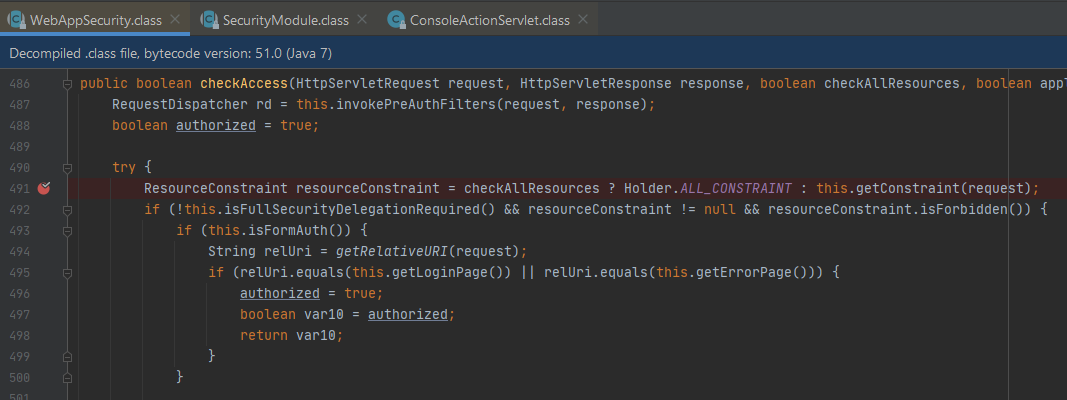 WebAppSecurity.class SecurityModule.class ConsoleActionServlet.class
Decompiled .class file, bytecode version: 51.0 (Java 7)
486 public boolean checkAccess(HttpServletRequest request, HttpServletResponse response, boolean checkAllResources, boolean appl
487 RequestDispatcher rd = this.invokePreAuthFilters(request, response);
488 boolean authorized = true;
489
490 try {
491 ResourceConstraint resourceConstraint = checkAllResources ? Holder.ALL_CONSTRAINT : this.getConstraint(request);
492 if (!this.isFullSecurityDelegationRequired() && resourceConstraint != null && resourceConstraint.isForbidden()) {
493 if (this.isFormAuth()) {
494 String relUri = getRelativeURI(request);
495 if (relUri.equals(this.getLoginPage()) || relUri.equals(this.getErrorPage())) {
496 authorized = true;
497 boolean var10 = authorized;
498 return var10;
499 }
500 }
501